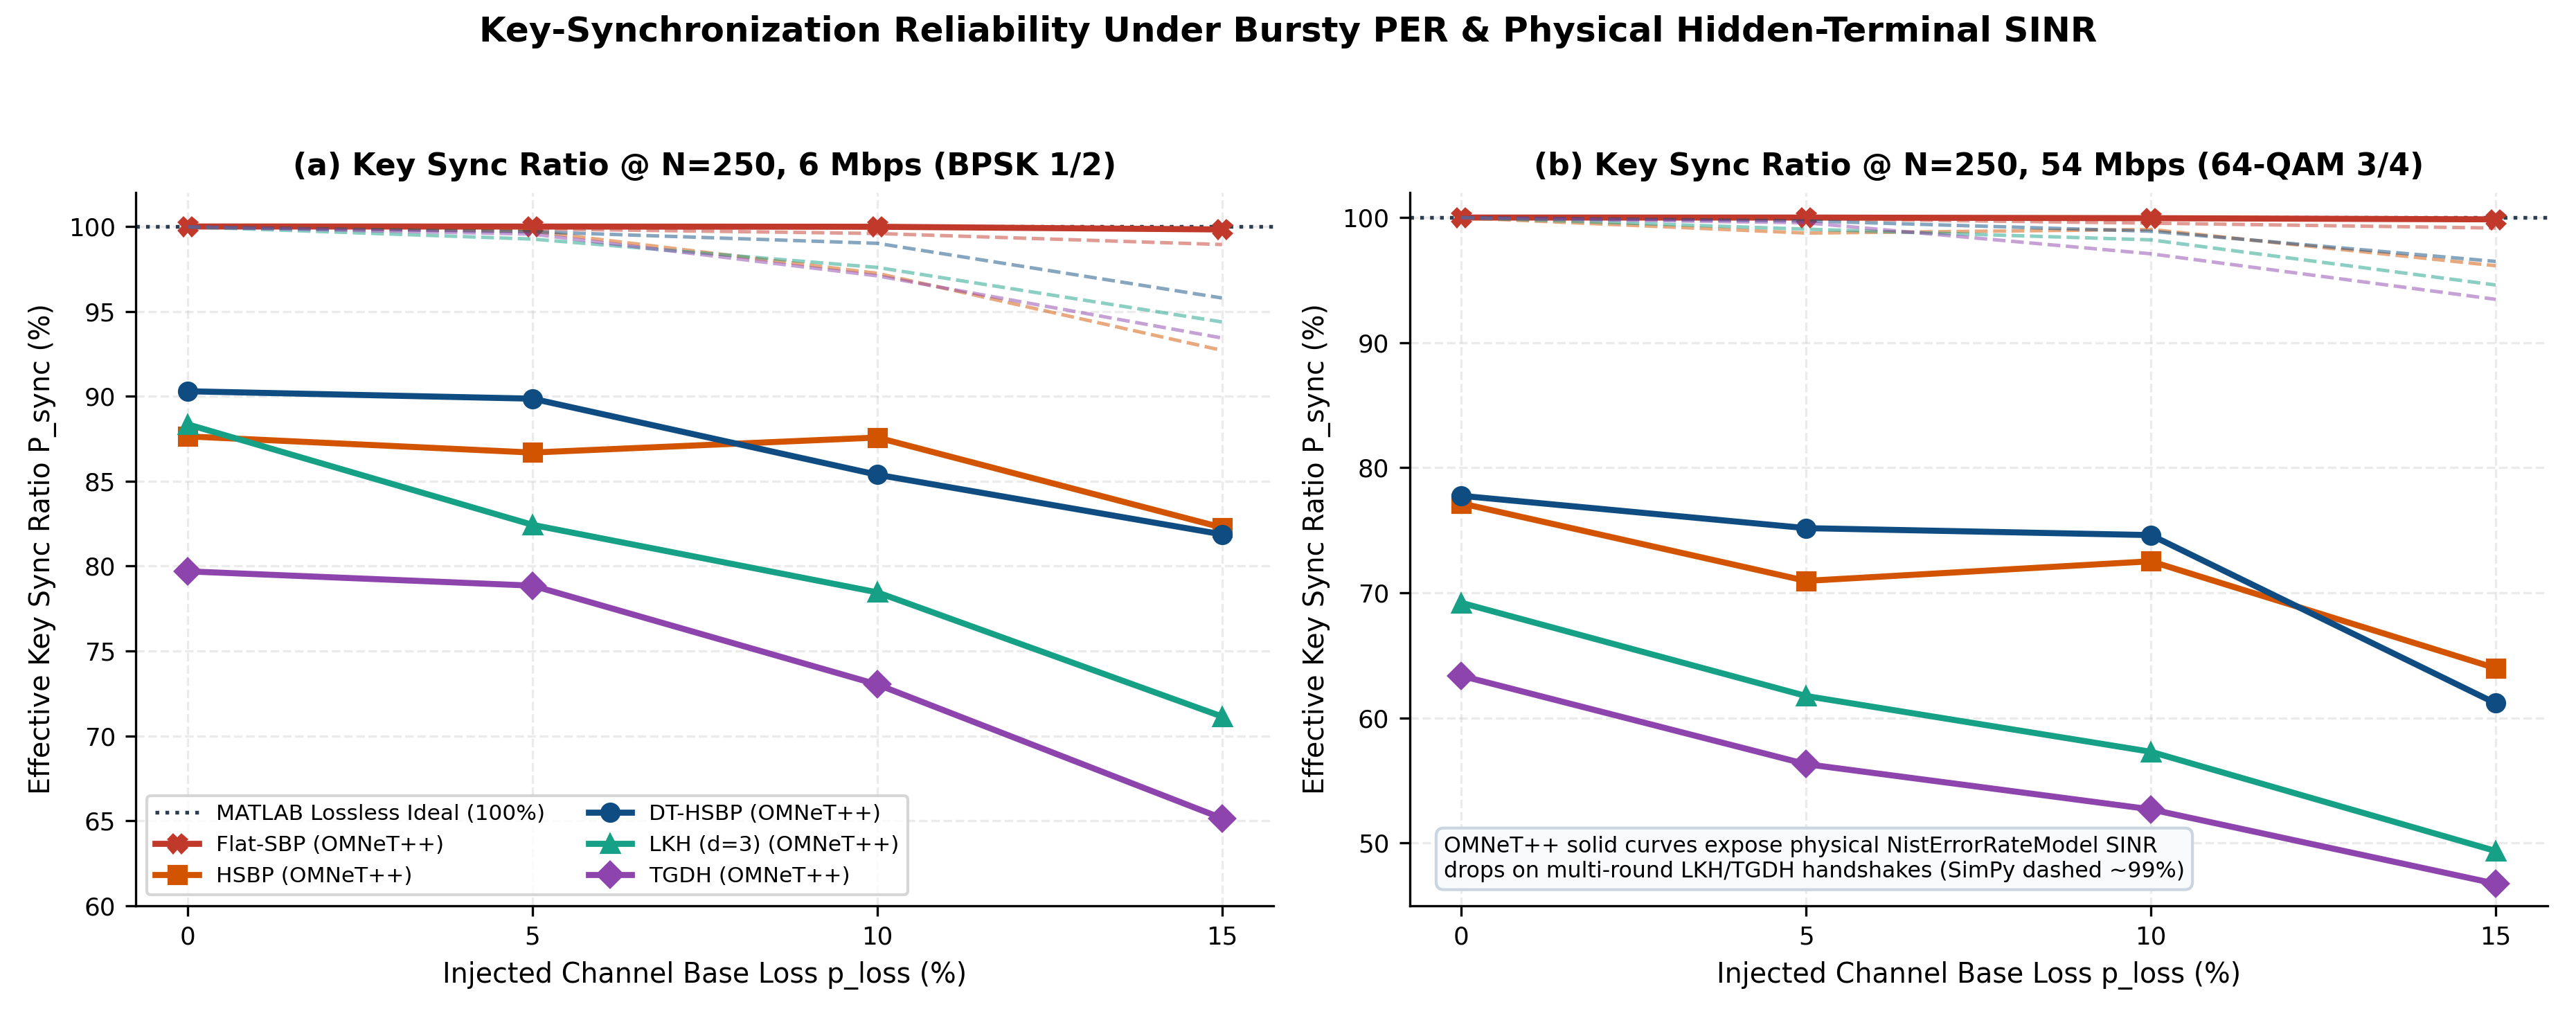 Key-Synchronization Reliability Under Bursty PER & Physical Hidden-Terminal SINR
(a) Key Sync Ratio @ N=250, 6 Mbps (BPSK 1/2)
Effective Key Sync Ratio P_sync (%)
100
95
90
85
80
75
70
65
60
MATLAB Lossless Ideal (100%)
Flat-SBP (OMNeT++)
HSBP (OMNeT++)
DT-HSBP (OMNeT++)
LKH (d=3) (OMNeT++)
TGDH (OMNeT++)
0 5 10 15
Injected Channel Base Loss p_loss (%)
(b) Key Sync Ratio @ N=250, 54 Mbps (64-QAM 3/4)
Effective Key Sync Ratio P_sync (%)
100
90
80
70
60
50
OMNeT++ solid curves expose physical NistErrorRateModel SINR
drops on multi-round LKH/TGDH handshakes (SimPy dashed ~99%)
0 5 10 15
Injected Channel Base Loss p_loss (%)